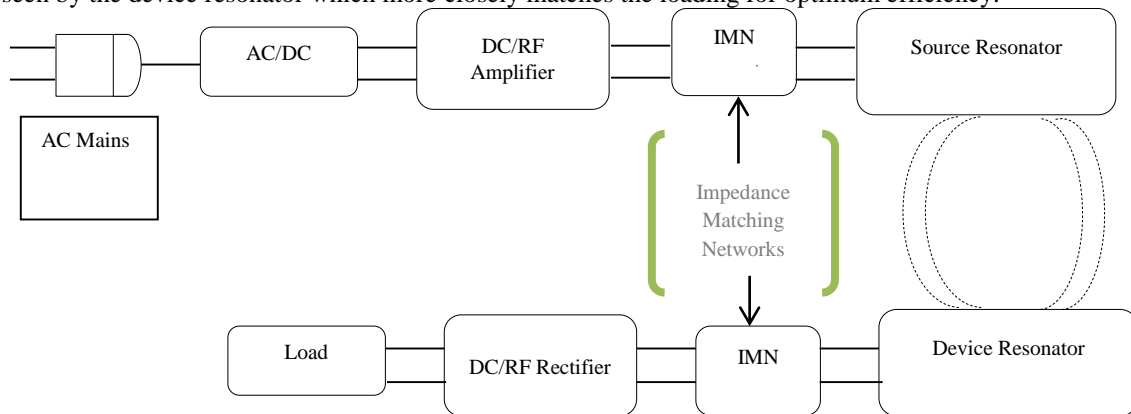 seen by the device resonator which more closely matches the loading for optimum efficiency.
AC/DC
DC/RF
Amplifier
IMN
Source Resonator
AC Mains
Impedance
Matching
Networks
Load
DC/RF Rectifier
IMN
Device Resonator